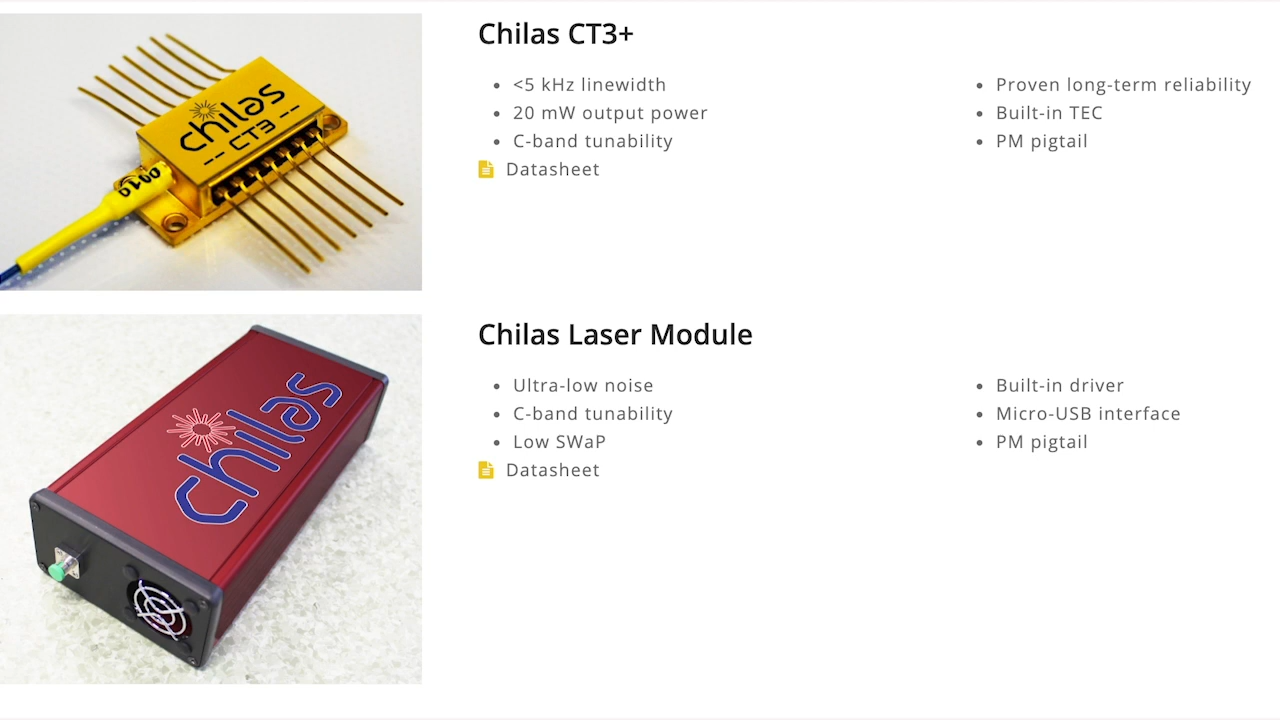 Chilas CT3+
<5 kHz linewidth
20 mW output power
C-band tunability
Datasheet
Proven long-term reliability
Built-in TEC
PM pigtail
chilas
-- CT3 --
0019
Chilas Laser Module
Ultra-low noise
C-band tunability
Low SWaP
Datasheet
Built-in driver
Micro-USB interface
PM pigtail
chilas